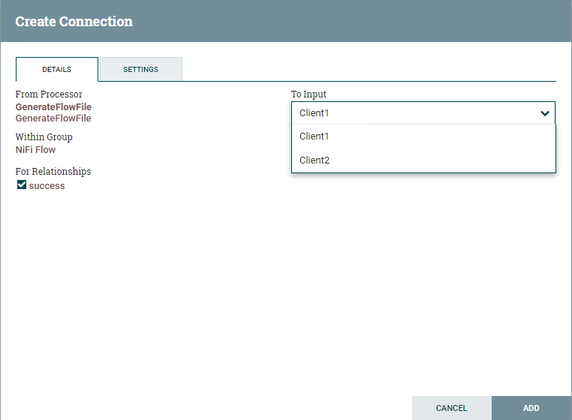 Create Connection
DETAILS
SETTINGS
From Processor
GenerateFlowFile
GenerateFlowFile
Within Group
NiFi Flow
For Relationships
success
To Input
Client1
Client1
Client2
CANCEL
ADD